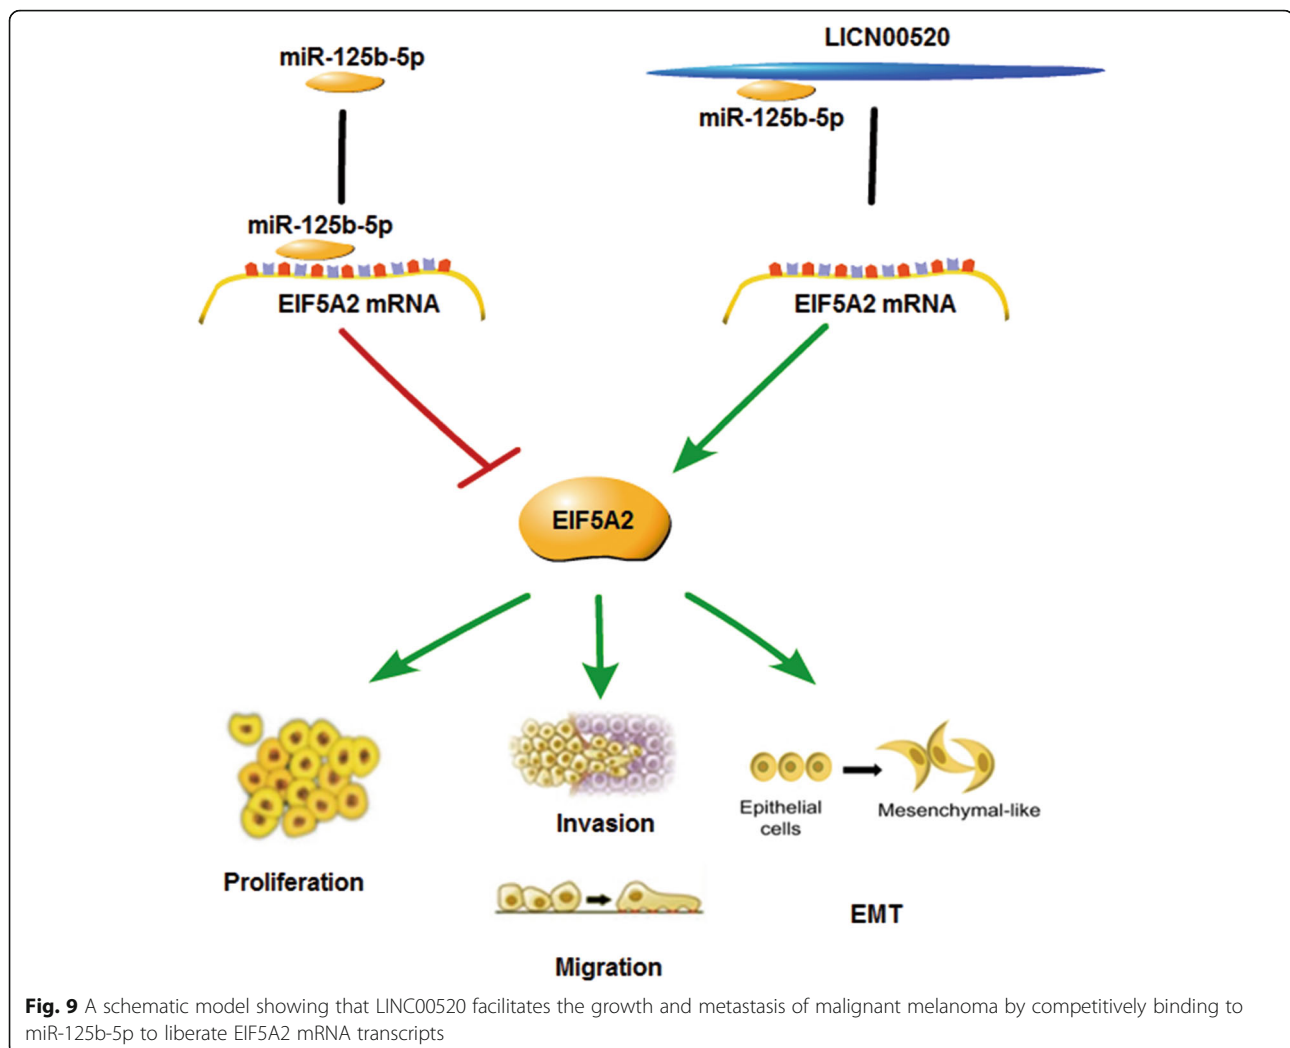 miR-125b-5p
LICN00520
miR-125b-5p
miR-125b-5p
EIF5A2 mRNA
EIF5A2 mRNA
EIF5A2
Proliferation
Invasion
Migration
Epithelial
cells
Mesenchymal-like
EMT
Fig. 9 A schematic model showing that LINC00520 facilitates the growth and metastasis of malignant melanoma by competitively binding to
miR-125b-5p to liberate EIF5A2 mRNA transcripts